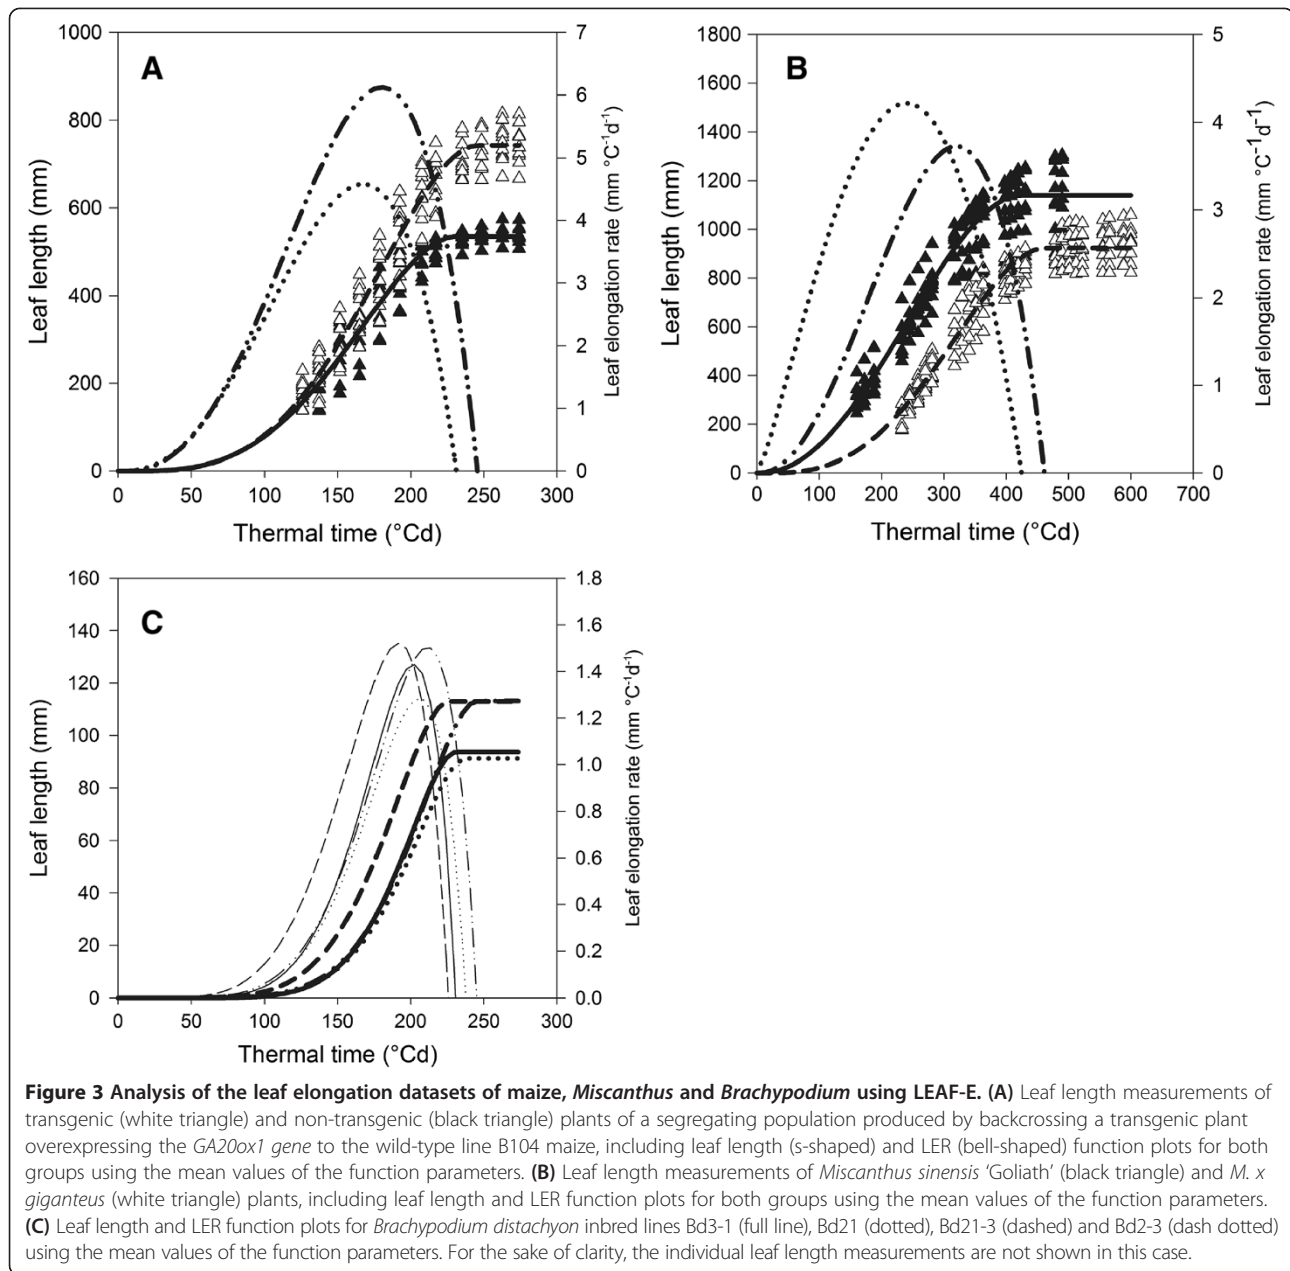 A
Leaf length (mm)
1000
800
600
400
200
0
7
6
5
4
3
2
1
0
Leaf elongation rate (mm °C⁻¹d⁻¹)
0 50 100 150 200 250 300
Thermal time (°Cd)
B
Leaf length (mm)
1800
1600
1400
1200
1000
800
600
400
200
0
5
4
3
2
1
0
Leaf elongation rate (mm °C⁻¹d⁻¹)
0 100 200 300 400 500 600 700
Thermal time (°Cd)
C
Leaf length (mm)
160
140
120
100
80
60
40
20
0
1.8
1.6
1.4
1.2
1.0
0.8
0.6
0.4
0.2
0.0
Leaf elongation rate (mm °C⁻¹d⁻¹)
0 50 100 150 200 250 300
Thermal time (°Cd)
Figure 3 Analysis of the leaf elongation datasets of maize, Miscanthus and Brachypodium using LEAF-E. (A) Leaf length measurements of
transgenic (white triangle) and non-transgenic (black triangle) plants of a segregating population produced by backcrossing a transgenic plant
overexpressing the GA20ox1 gene to the wild-type line B104 maize, including leaf length (s-shaped) and LER (bell-shaped) function plots for both
groups using the mean values of the function parameters. (B) Leaf length measurements of Miscanthus sinensis ‘Goliath’ (black triangle) and M. x
giganteus (white triangle) plants, including leaf length and LER function plots for both groups using the mean values of the function parameters.
(C) Leaf length and LER function plots for Brachypodium distachyon inbred lines Bd3-1 (full line), Bd21 (dotted), Bd21-3 (dashed) and Bd2-3 (dash dotted)
using the mean values of the function parameters. For the sake of clarity, the individual leaf length measurements are not shown in this case.